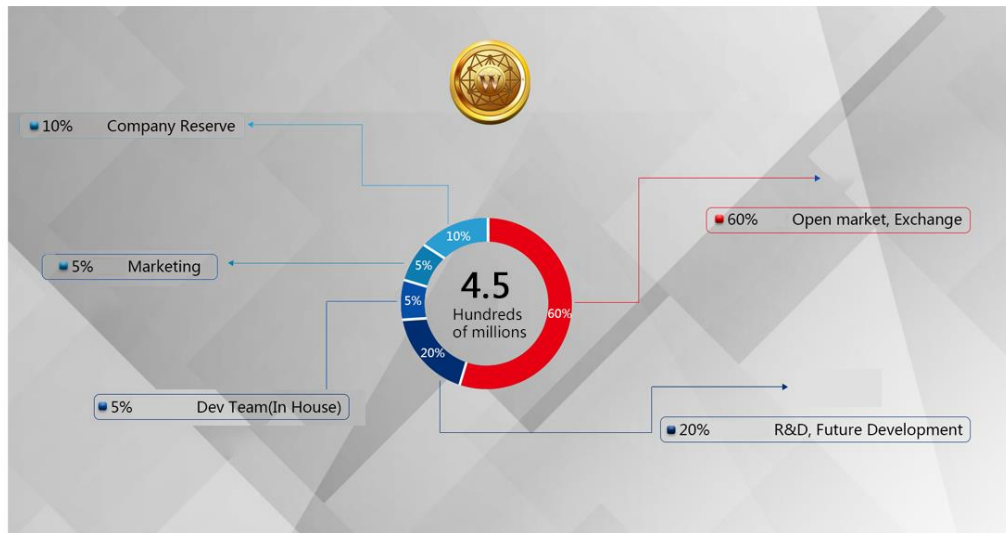 W
10% Company Reserve
60% Open market, Exchange
5% Marketing
10%
5%
5%
20%
60%
4.5
Hundreds
of millions
5% Dev Team(In House)
20% R&D, Future Development